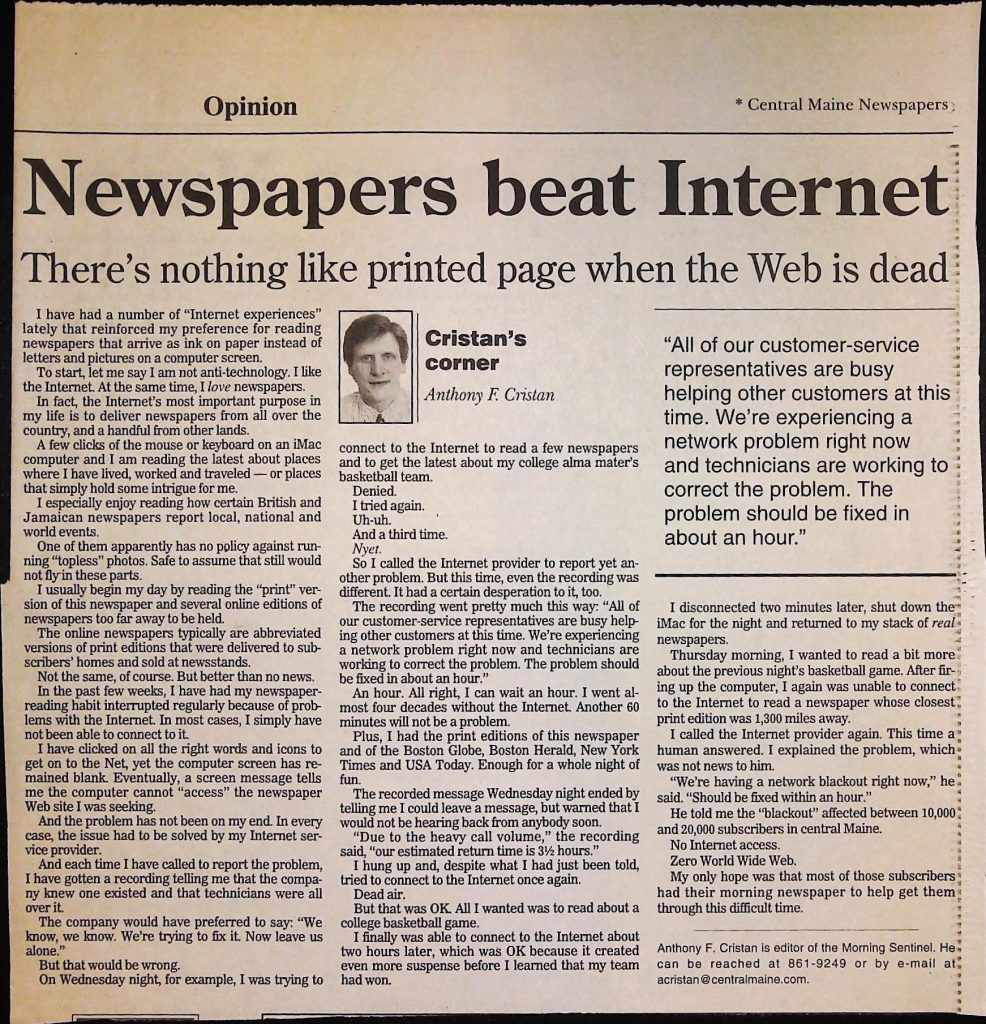 Opinion
* Central Maine Newspapers
Newspapers beat Internet
There's nothing like printed page when the Web is dead
I have had a number of “Internet experiences”
lately that reinforced my preference for reading
newspapers that arrive as ink on paper instead of
letters and pictures on a computer screen.
To start, let me say I am not anti-technology. I like
the Internet. At the same time, I love newspapers.
In fact, the Internet's most important purpose in
my life is to deliver newspapers from all over the
country, and a handful from other lands.
A few clicks of the mouse or keyboard on an iMac
computer and I am reading the latest about places
where I have lived, worked and traveled — or places
that simply hold some intrigue for me.
I especially enjoy reading how certain British and
Jamaican newspapers report local, national and
world events.
One of them apparently has no policy against run-
ning “topless” photos. Safe to assume that still would
not fly in these parts.
I usually begin my day by reading the “print” ver-
sion of this newspaper and several online editions of
newspapers too far away to be held.
The online newspapers typically are abbreviated
versions of print editions that were delivered to sub-
scribers' homes and sold at newsstands.
Not the same, of course. But better than no news.
In the past few weeks, I have had my newspaper-
reading habit interrupted regularly because of prob-
lems with the Internet. In most cases, I simply have
not been able to connect to it.
I have clicked on all the right words and icons to
get on to the Net, yet the computer screen has re-
mained blank. Eventually, a screen message tells
me the computer cannot “access” the newspaper
Web site I was seeking.
And the problem has not been on my end. In every
case, the issue had to be solved by my Internet ser-
vice provider.
And each time I have called to report the problem,
I have gotten a recording telling me that the compa-
ny knew one existed and that technicians were all
over it.
The company would have preferred to say: “We
know, we know. We're trying to fix it. Now leave us
alone.”
But that would be wrong.
On Wednesday night, for example, I was trying to
Cristan's
corner
Anthony F. Cristan
connect to the Internet to read a few newspapers
and to get the latest about my college alma mater's
basketball team.
Denied.
I tried again.
Uh-uh.
And a third time.
Nyet.
So I called the Internet provider to report yet an-
other problem. But this time, even the recording was
different. It had a certain desperation to it, too.
The recording went pretty much this way: “All of
our customer-service representatives are busy help-
ing other customers at this time. We're experiencing
a network problem right now and technicians are
working to correct the problem. The problem should
be fixed in about an hour.”
An hour. All right, I can wait an hour. I went al-
most four decades without the Internet. Another 60
minutes will not be a problem.
Plus, I had the print editions of this newspaper
and of the Boston Globe, Boston Herald, New York
Times and USA Today. Enough for a whole night of
fun.
The recorded message Wednesday night ended by
telling me I could leave a message, but warned that I
would not be hearing back from anybody soon.
“Due to the heavy call volume,” the recording
said, “our estimated return time is 3½ hours.”
I hung up and, despite what I had just been told,
tried to connect to the Internet once again.
Dead air.
But that was OK. All I wanted was to read about a
college basketball game.
I finally was able to connect to the Internet about
two hours later, which was OK because it created
even more suspense before I learned that my team
had won.
“All of our customer-service
representatives are busy
helping other customers at this
time. We're experiencing a
network problem right now
and technicians are working to
correct the problem. The
problem should be fixed in
about an hour.”
I disconnected two minutes later, shut down the
iMac for the night and returned to my stack of real
newspapers.
Thursday morning, I wanted to read a bit more
about the previous night's basketball game. After fir-
ing up the computer, I again was unable to connect
to the Internet to read a newspaper whose closest
print edition was 1,300 miles away.
I called the Internet provider again. This time a
human answered. I explained the problem, which
was not news to him.
“We're having a network blackout right now,” he
said. “Should be fixed within an hour.”
He told me the “blackout” affected between 10,000
and 20,000 subscribers in central Maine.
No Internet access.
Zero World Wide Web.
My only hope was that most of those subscribers
had their morning newspaper to help get them
through this difficult time.
Anthony F. Cristan is editor of the Morning Sentinel. He
can be reached at 861-9249 or by e-mail at
acristan@centralmaine.com.